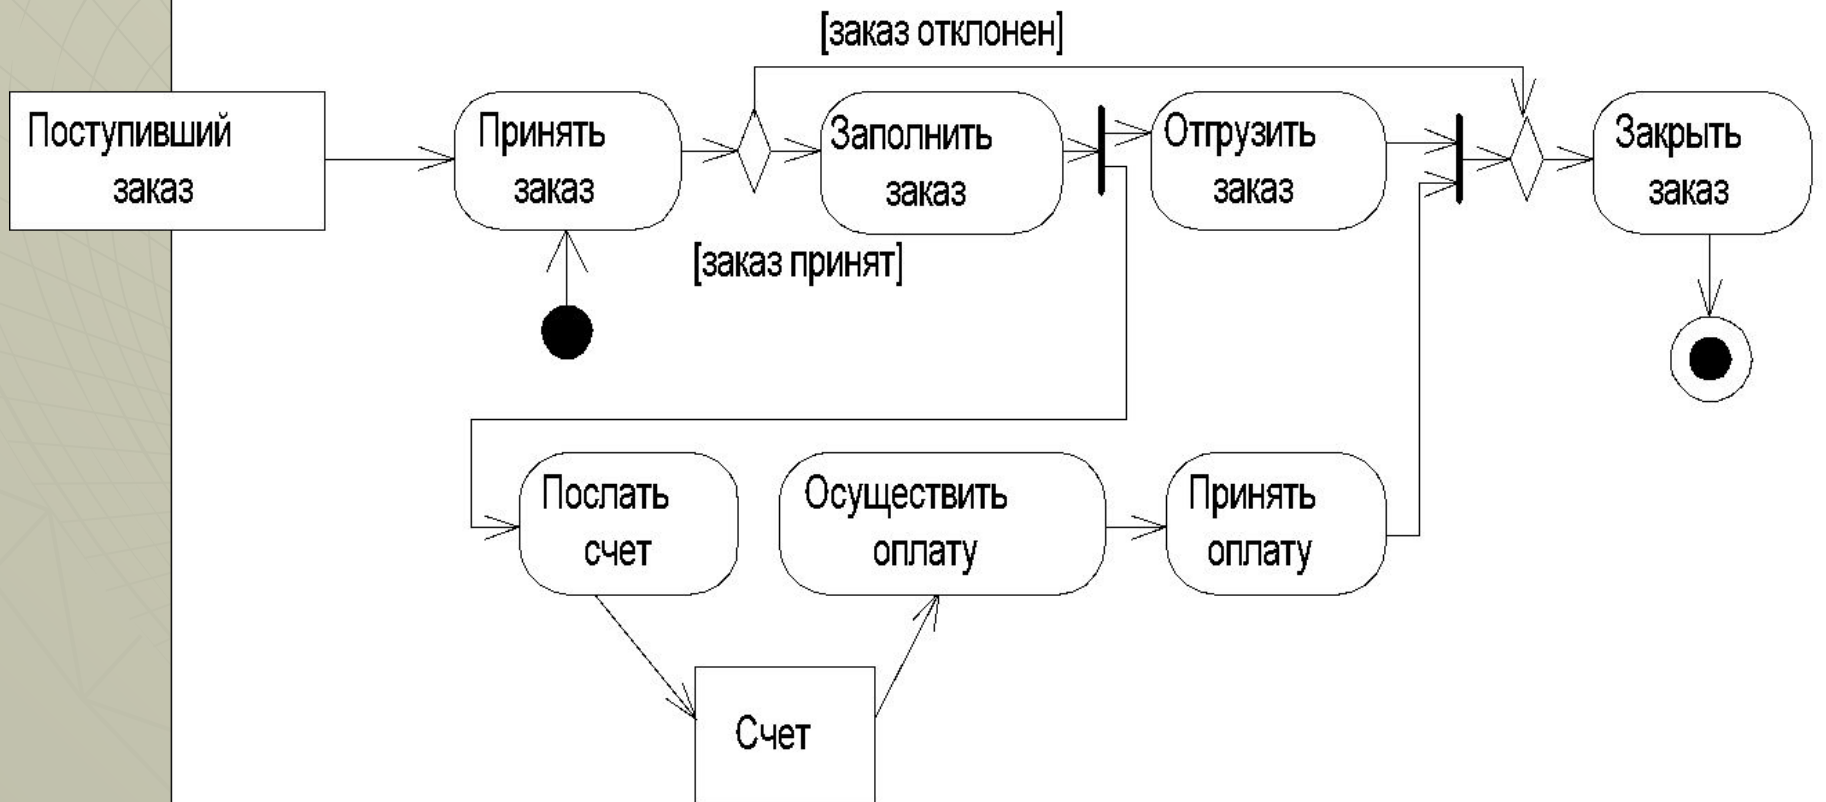 [заказ отклонен]
Поступивший
заказ
Принять
заказ
Заполнить
заказ
Отгрузить
заказ
Закрыть
заказ
[заказ принят]
Послать
счет
Осуществить
оплату
Принять
оплату
Счет